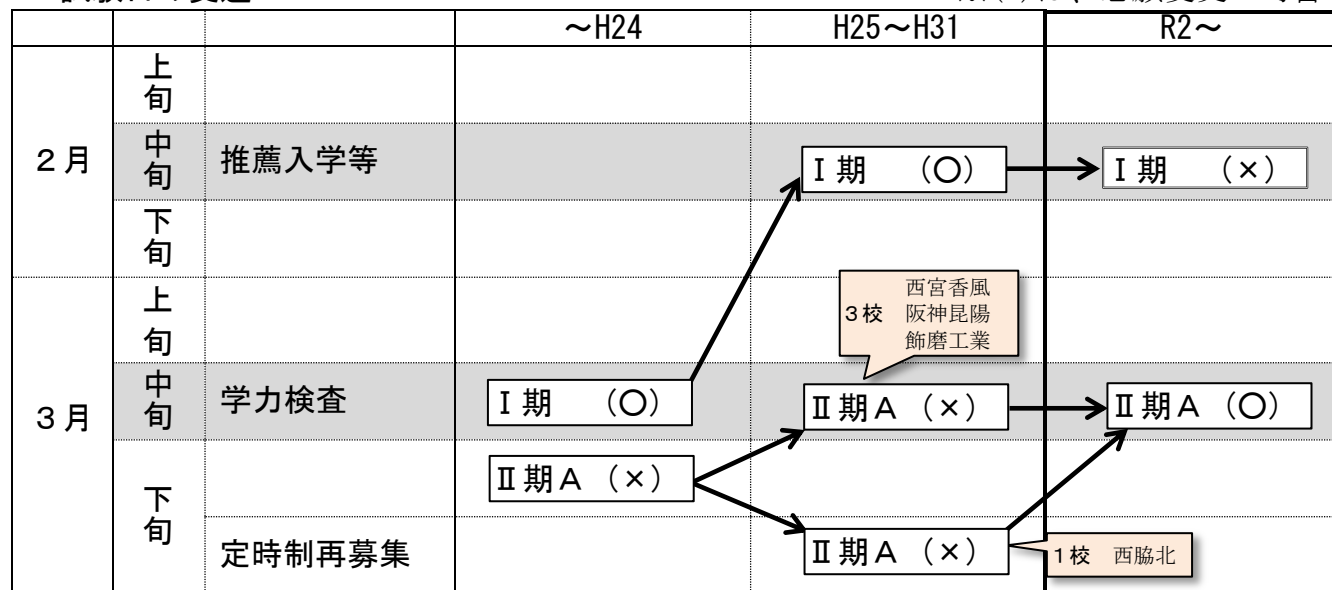 ～H24 H25～H31 R2～
2月 上旬
中旬 推薦入学等 Ⅰ期 （○） Ⅰ期 （×）
下旬
3月 上旬
3校 西宮香風
阪神昆陽
飾磨工業
中旬 学力検査 Ⅰ期 （○） Ⅱ期A （×） Ⅱ期A （○）
下旬 Ⅱ期A （×）
定時制再募集 Ⅱ期A （×） 1校 西脇北